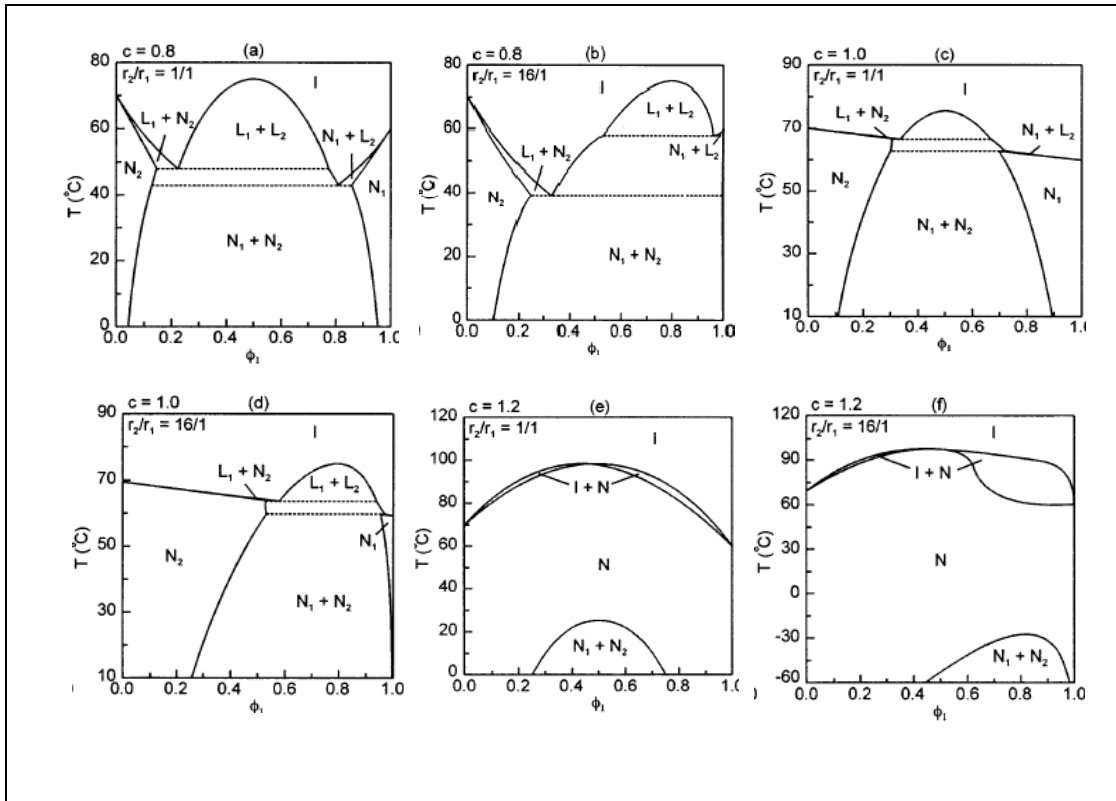 c = 0.8 (a)
r₂/r₁ = 1/1
I
L₁ + N₂
L₁ + L₂
N₁ + L₂
N₂
N₁
N₁ + N₂
T (°C)
80
60
40
20
0
0.0 0.2 0.4 0.6 0.8 1.0
ϕ₁
c = 0.8 (b)
r₂/r₁ = 16/1
I
L₁ + L₂
L₁ + N₂
N₁ + L₂
N₂
N₁ + N₂
T (°C)
80
60
40
20
0
0.0 0.2 0.4 0.6 0.8 1.0
ϕ₁
c = 1.0 (c)
r₂/r₁ = 1/1
I
L₁ + N₂
N₁ + L₂
N₂
N₁
N₁ + N₂
T (°C)
90
70
50
30
10
0.0 0.2 0.4 0.6 0.8 1.0
ϕ₁
c = 1.0 (d)
r₂/r₁ = 16/1
I
L₁ + N₂
L₁ + L₂
N₁
N₂
N₁ + N₂
T (°C)
90
70
50
30
10
0.0 0.2 0.4 0.6 0.8 1.0
ϕ₁
c = 1.2 (e)
r₂/r₁ = 1/1
I
I + N
N
N₁ + N₂
T (°C)
120
100
80
60
40
20
0
0.0 0.2 0.4 0.6 0.8 1.0
ϕ₁
c = 1.2 (f)
r₂/r₁ = 16/1
I
I + N
N
N₁ + N₂
T (°C)
120
90
60
30
0
-30
-60
0.0 0.2 0.4 0.6 0.8 1.0
ϕ₁